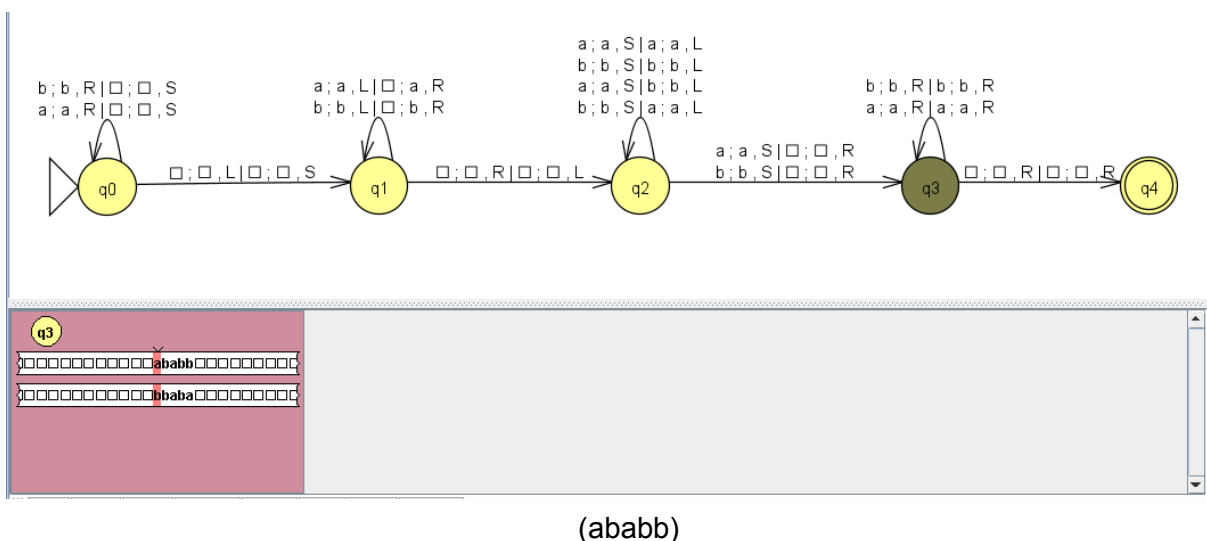 a ; a , S | a ; a , L
b ; b , S | b ; b , L
a ; a , S | b ; b , L
b ; b , S | a ; a , L
b ; b , R | □ ; □ , S
a ; a , R | □ ; □ , S
a ; a , L | □ ; a , R
b ; b , L | □ ; b , R
b ; b , R | b ; b , R
a ; a , R | a ; a , R
□ ; □ , L | □ ; □ , S
□ ; □ , R | □ ; □ , L
a ; a , S | □ ; □ , R
b ; b , S | □ ; □ , R
□ ; □ , R | □ ; □ , R
q0
q1
q2
q3
q4
q3
□□□□□□□□□□□ababb□□□□□□□□□
□□□□□□□□□□□bbaba□□□□□□□□□
(ababb)